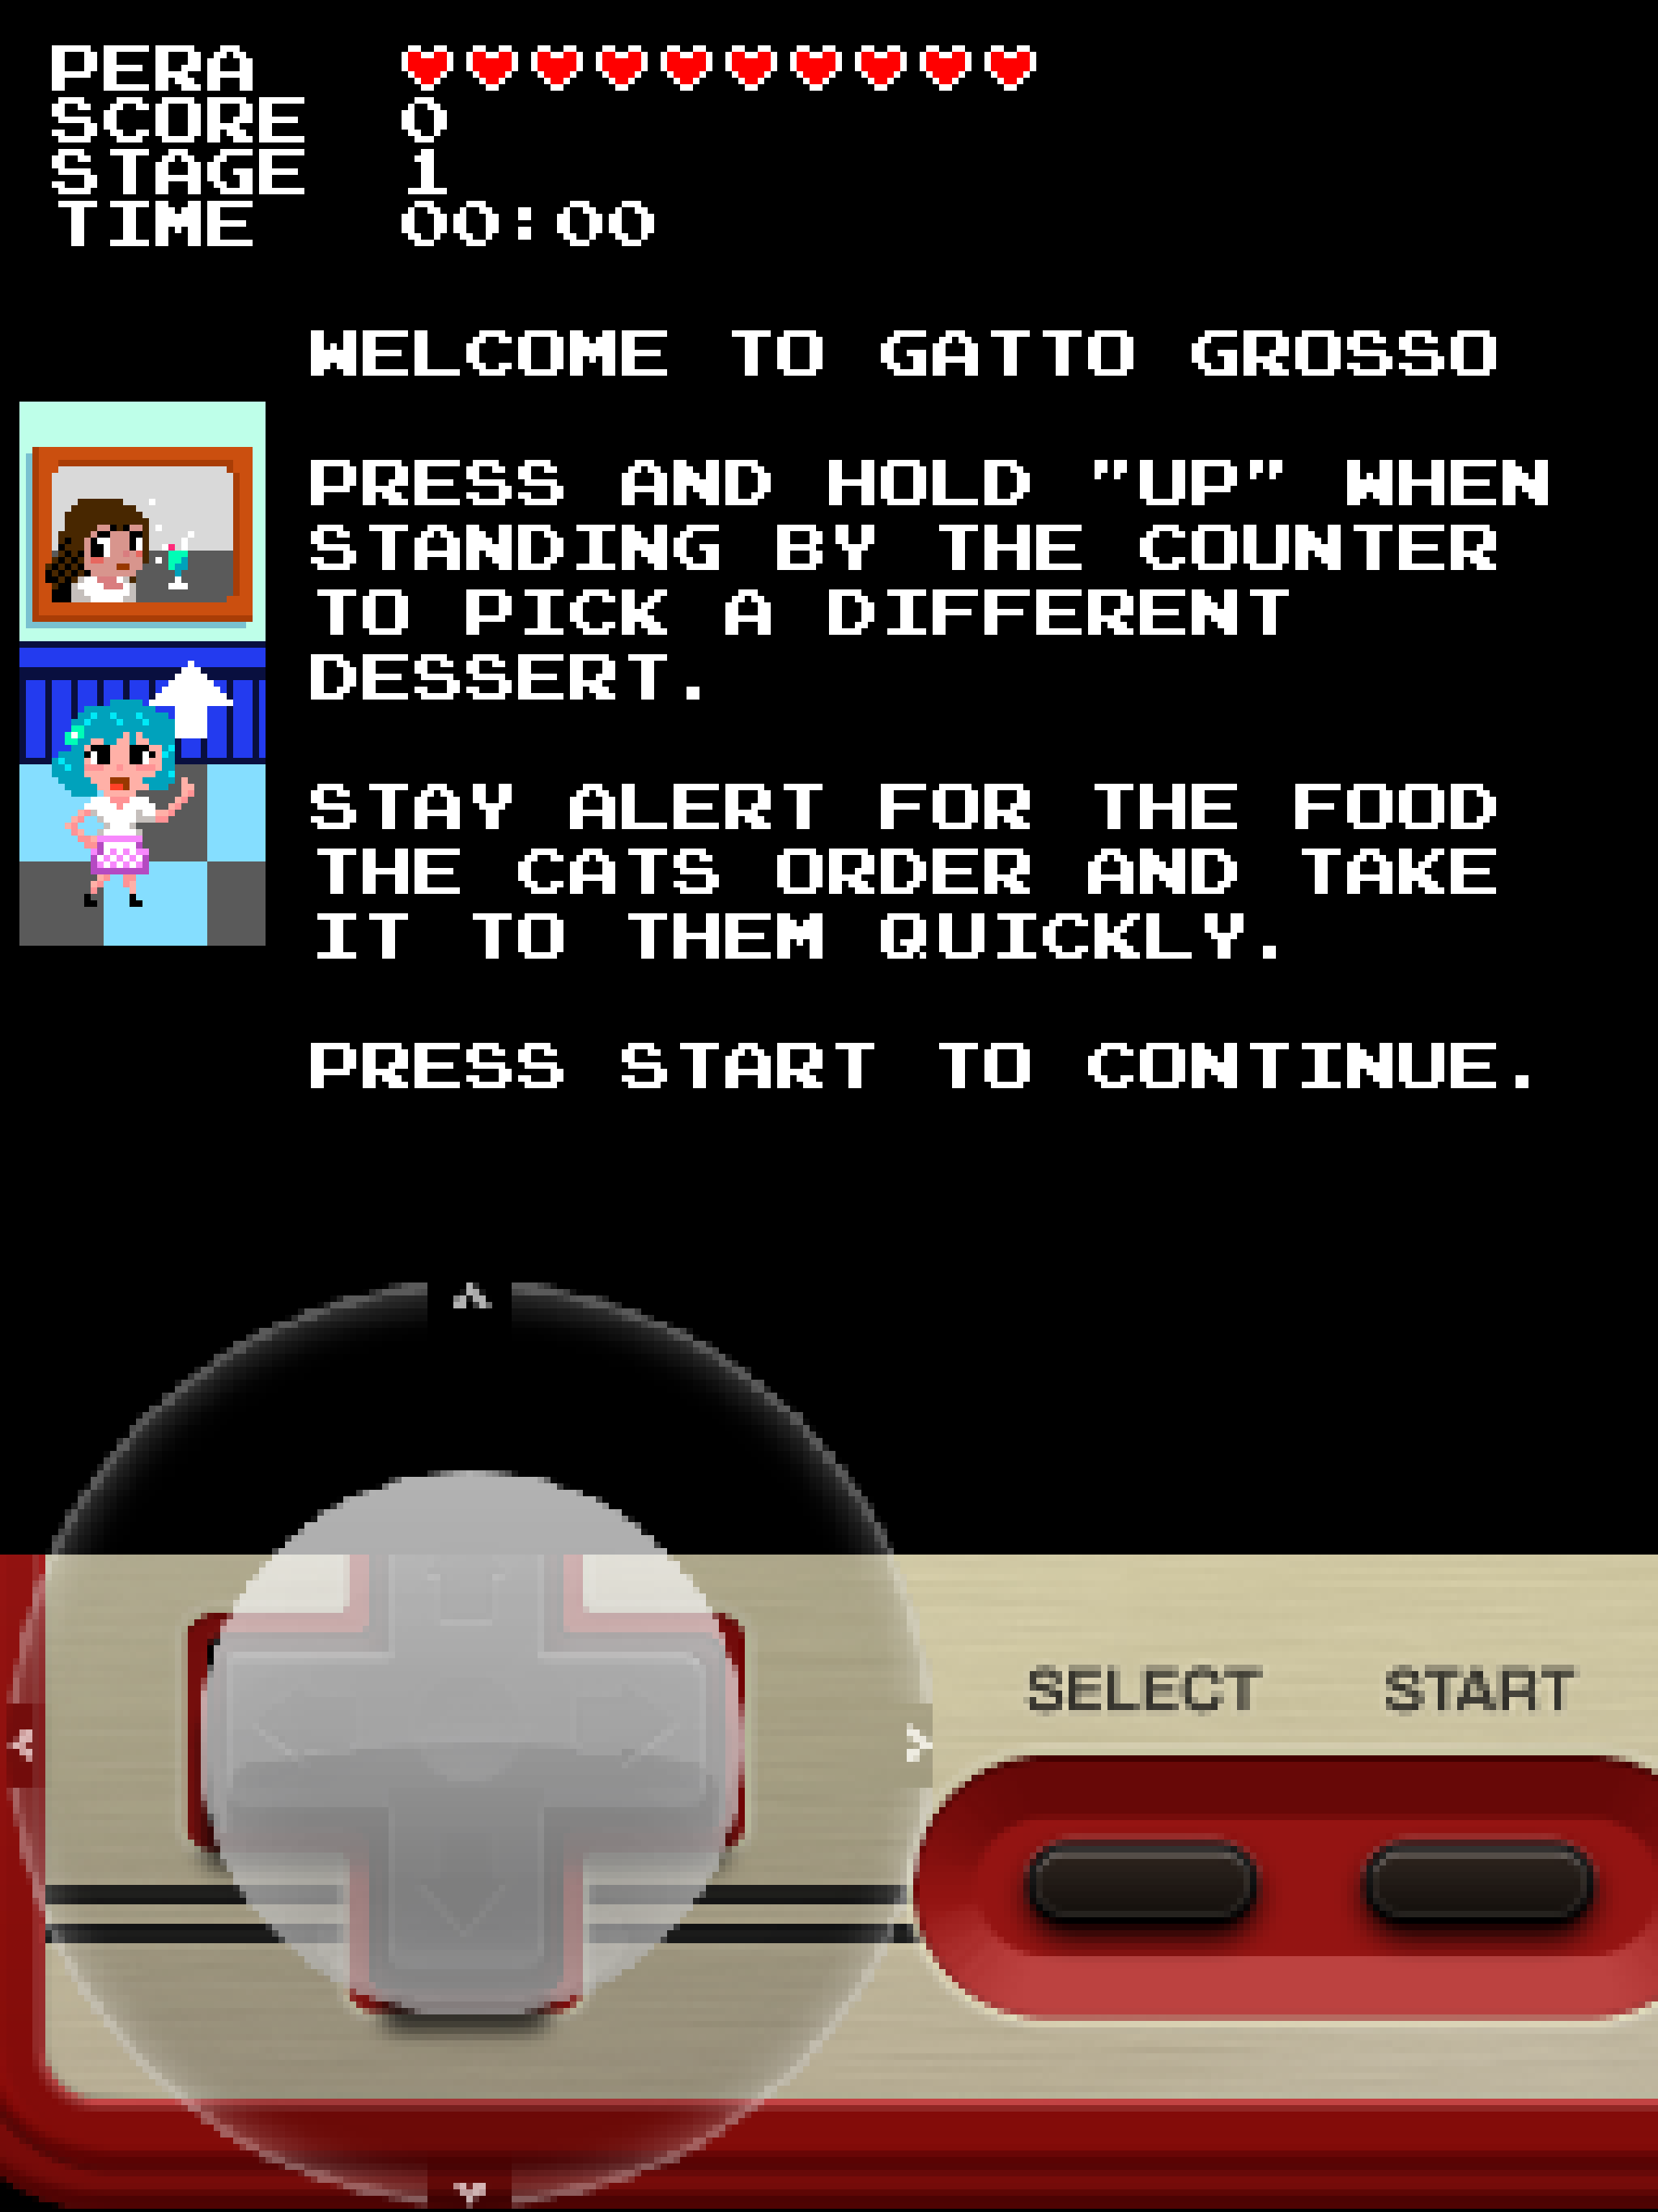 PERA
SCORE 0
STAGE 1
TIME 00:00
WELCOME TO GATTO GROSSO
PRESS AND HOLD "UP" WHEN
STANDING BY THE COUNTER
TO PICK A DIFFERENT
DESSERT.
STAY ALERT FOR THE FOOD
THE CATS ORDER AND TAKE
IT TO THEM QUICKLY.
PRESS START TO CONTINUE.
SELECT START